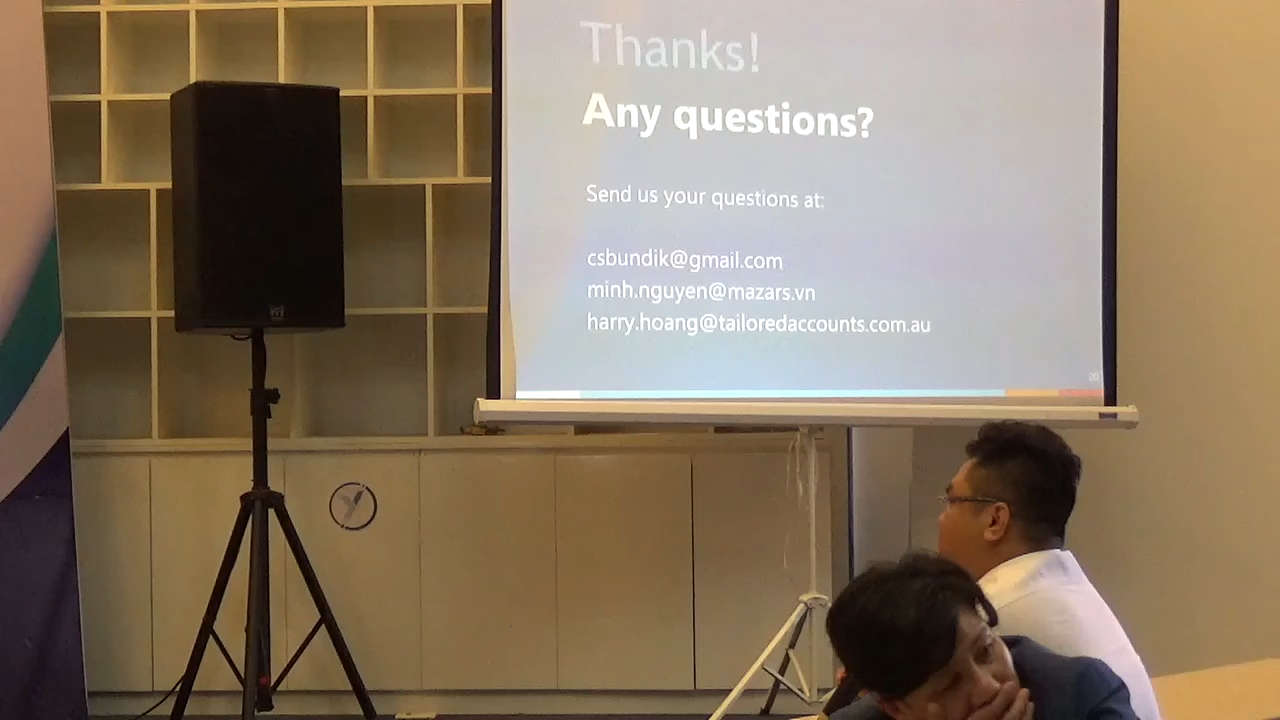 Thanks!
Any questions?
Send us your questions at:
csbundik@gmail.com
minh.nguyen@mazars.vn
harry.hoang@tailoredaccounts.com.au